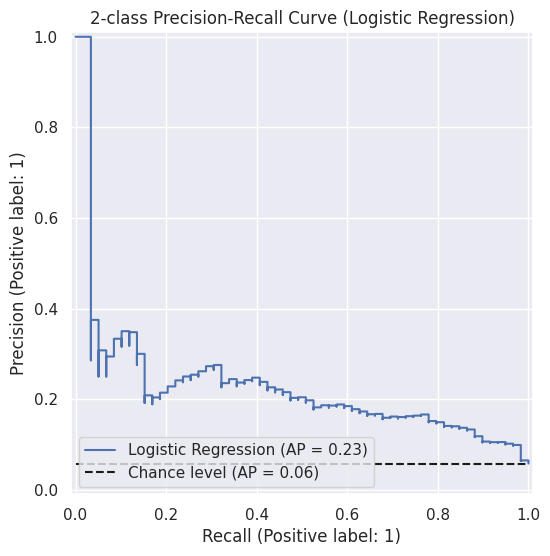 2-class Precision-Recall Curve (Logistic Regression)
1.0
0.8
0.6
0.4
0.2
0.0
Precision (Positive label: 1)
Logistic Regression (AP = 0.23)
Chance level (AP = 0.06)
0.0 0.2 0.4 0.6 0.8 1.0
Recall (Positive label: 1)